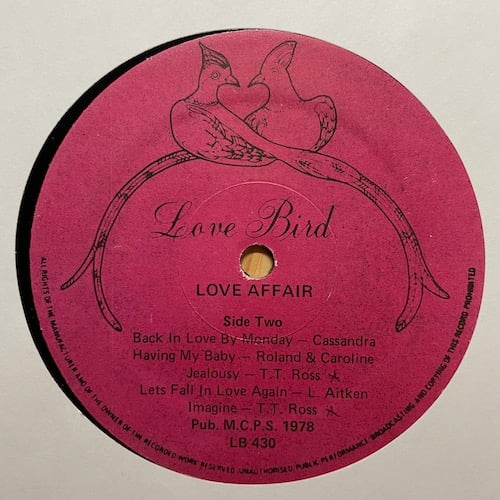 Love Bird
LOVE AFFAIR
Side Two
Back In Love By Monday – Cassandra
Having My Baby – Roland & Caroline
Jealousy – T.T. Ross
Lets Fall In Love Again – L. Aitken
Imagine – T.T. Ross
Pub. M.C.P.S. 1978
LB 430
ALL RIGHTS OF THE MANUFACTURER AND OF THE OWNER OF THE RECORDED WORK RESERVED UNAUTHORISED PUBLIC PERFORMANCE BROADCASTING AND COPYING OF THIS RECORD PROHIBITED